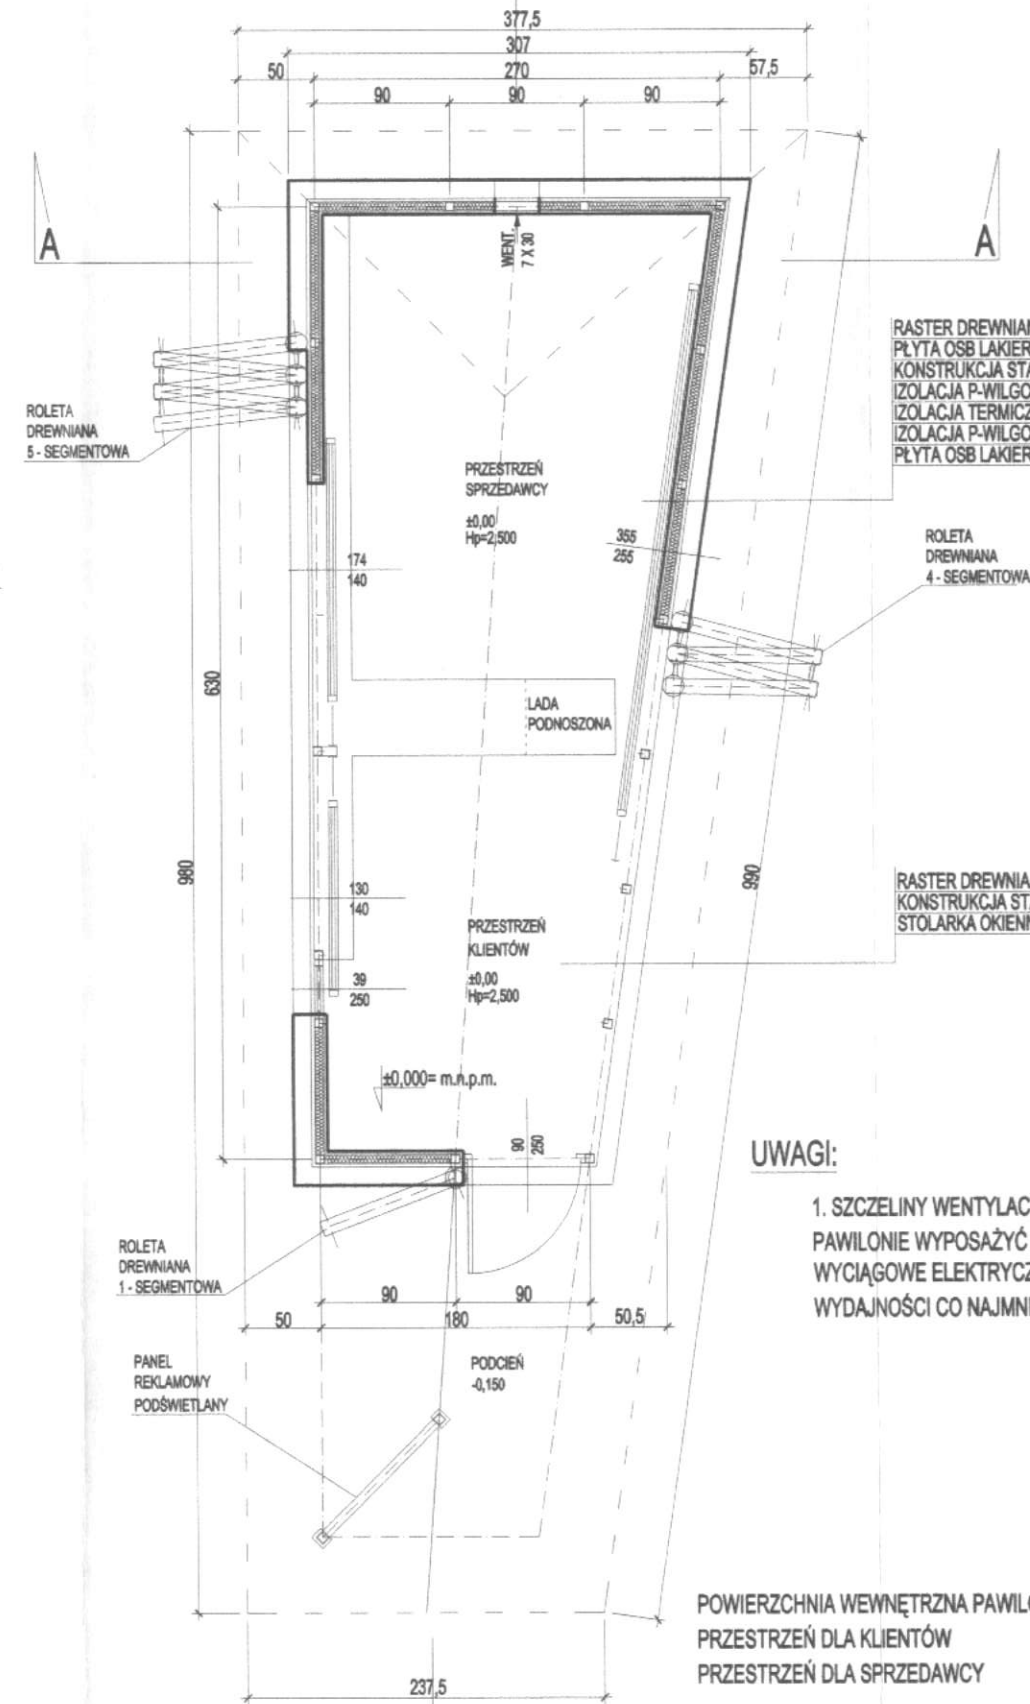 377,5
307
50
270
57,5
90
90
90
A
A
WENT.
7 X 30
RASTER DREWNIAN
PŁYTA OSB LAKIER
KONSTRUKCJA STA
IZOLACJA P-WILGO
IZOLACJA TERMICZ
IZOLACJA P-WILGO
PŁYTA OSB LAKIER
ROLETA
DREWNIANA
5 - SEGMENTOWA
PRZESTRZEŃ
SPRZEDAWCY
±0,00
Hp=2,500
355
255
ROLETA
DREWNIANA
4 - SEGMENTOWA
174
140
630
LADA
PODNOSZONA
980
990
130
140
RASTER DREWNIA
KONSTRUKCJA STA
STOLARKA OKIENN
PRZESTRZEŃ
KLIENTÓW
±0,00
Hp=2,500
39
250
±0,000= m.n.p.m.
90
250
UWAGI:
1. SZCZELINY WENTYLAC
PAWILONIE WYPOSAŻYĆ
WYCIĄGOWE ELEKTRYCZ
WYDAJNOŚCI CO NAJMNI
ROLETA
DREWNIANA
1 - SEGMENTOWA
90
90
50
180
50,5
PANEL
REKLAMOWY
PODŚWIETLANY
PODCIEŃ
-0,150
POWIERZCHNIA WEWNĘTRZNA PAWILO
PRZESTRZEŃ DLA KLIENTÓW
PRZESTRZEŃ DLA SPRZEDAWCY
237,5